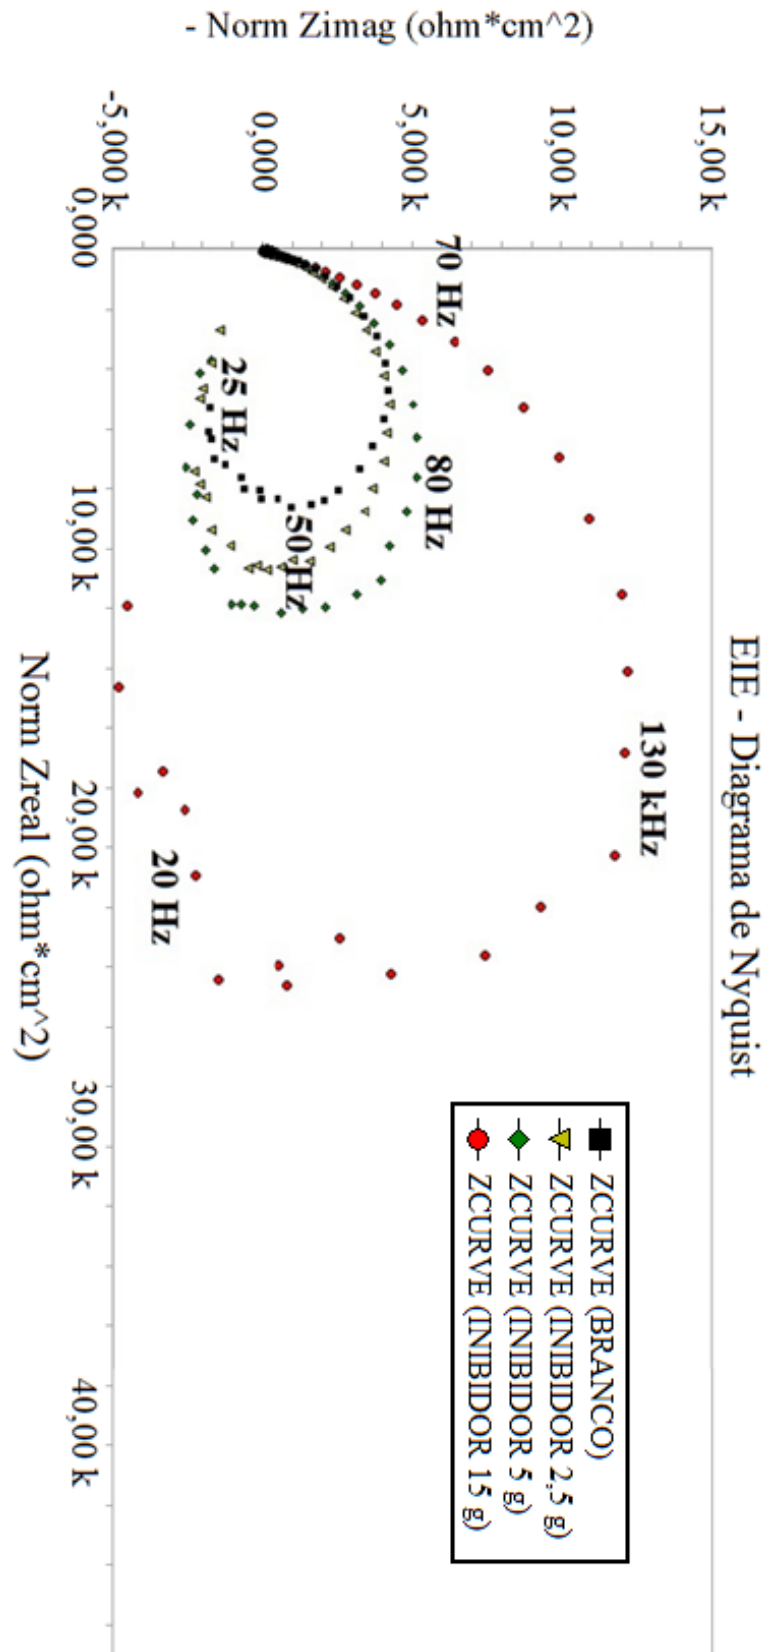 EIE - Diagrama de Nyquist
- Norm Zimag (ohm*cm^2)
15,00 k
10,00 k
5,000 k
0,000
-5,000 k
0,000
10,00 k
20,00 k
30,00 k
40,00 k
Norm Zreal (ohm*cm^2)
70 Hz
80 Hz
130 kHz
25 Hz
50 Hz
20 Hz
ZCURVE (BRANCO)
ZCURVE (INIBIDOR 2,5 g)
ZCURVE (INIBIDOR 5 g)
ZCURVE (INIBIDOR 15 g)